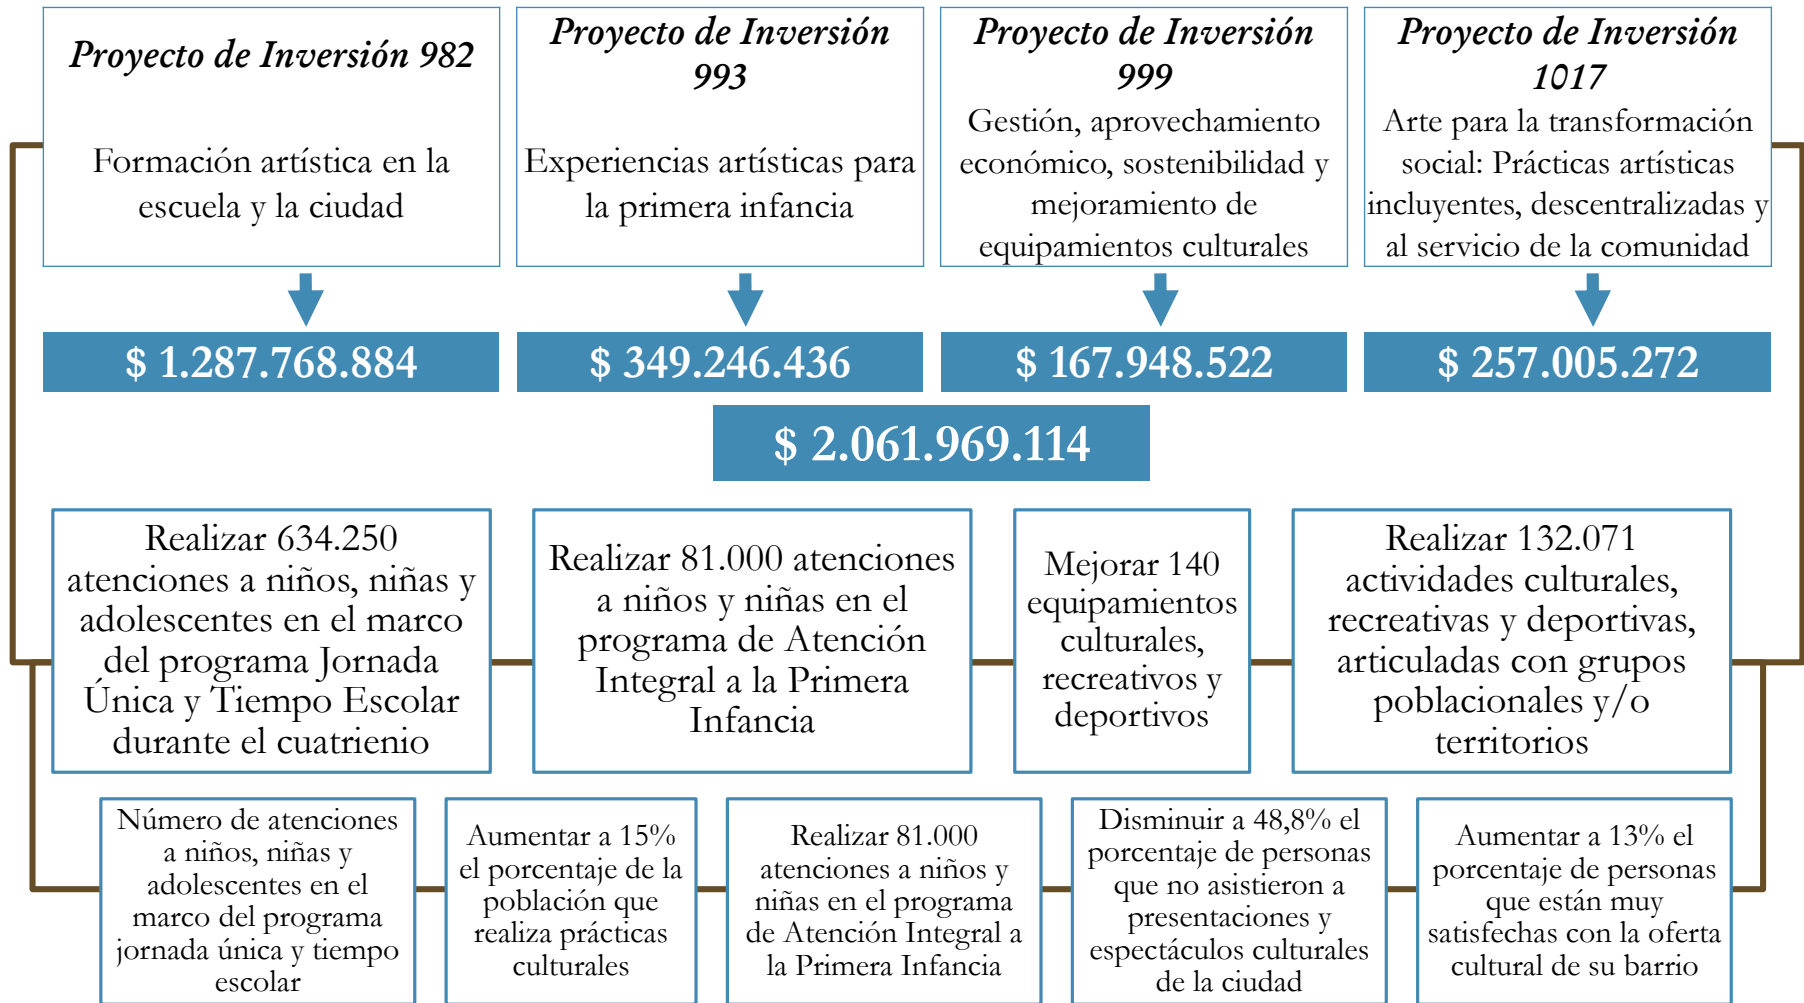 Proyecto de Inversión 982
Formación artística en la
escuela y la ciudad
Proyecto de Inversión
993
Experiencias artísticas para
la primera infancia
Proyecto de Inversión
999
Gestión, aprovechamiento
económico, sostenibilidad y
mejoramiento de
equipamientos culturales
Proyecto de Inversión
1017
Arte para la transformación
social: Prácticas artísticas
incluyentes, descentralizadas y
al servicio de la comunidad
$ 1.287.768.884
$ 349.246.436
$ 167.948.522
$ 257.005.272
$ 2.061.969.114
Realizar 634.250
atenciones a niños, niñas y
adolescentes en el marco
del programa Jornada
Única y Tiempo Escolar
durante el cuatrienio
Realizar 81.000 atenciones
a niños y niñas en el
programa de Atención
Integral a la Primera
Infancia
Mejorar 140
equipamientos
culturales,
recreativos y
deportivos
Realizar 132.071
actividades culturales,
recreativas y deportivas,
articuladas con grupos
poblacionales y/o
territorios
Número de atenciones
a niños, niñas y
adolescentes en el
marco del programa
jornada única y tiempo
escolar
Aumentar a 15%
el porcentaje de la
población que
realiza prácticas
culturales
Realizar 81.000
atenciones a niños y
niñas en el programa
de Atención Integral a
la Primera Infancia
Disminuir a 48,8% el
porcentaje de personas
que no asistieron a
presentaciones y
espectáculos culturales
de la ciudad
Aumentar a 13% el
porcentaje de personas
que están muy
satisfechas con la oferta
cultural de su barrio